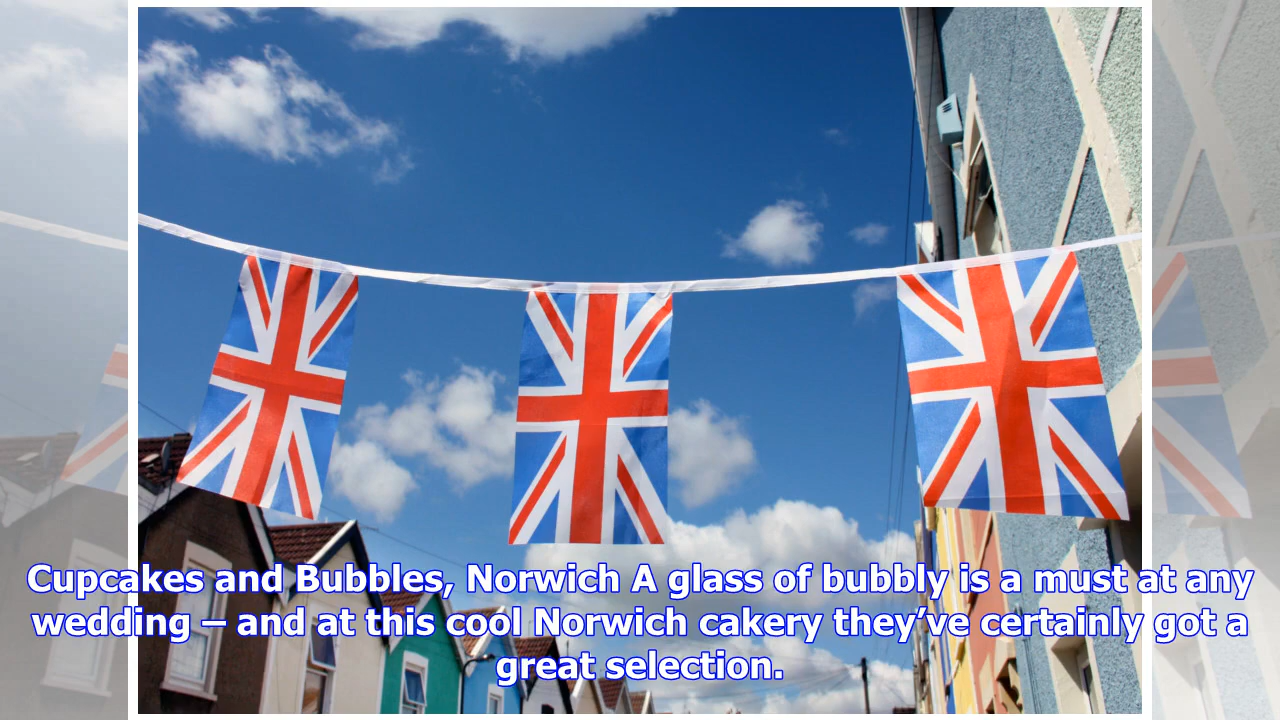 Cupcakes and Bubbles, Norwich A glass of bubbly is a must at any
wedding – and at this cool Norwich cakery they’ve certainly got a
great selection.